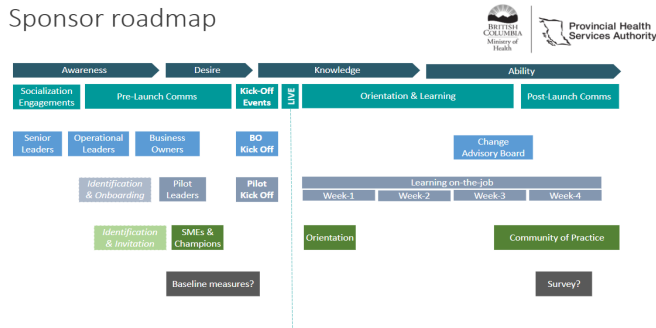 Sponsor roadmap
BRITISH
COLUMBIA
Ministry of
Health
Provincial Health
Services Authority
Awareness
Desire
Knowledge
Ability
Socialization
Engagements
Pre-Launch Comms
Kick-Off
Events
LIVE
Orientation & Learning
Post-Launch Comms
Senior
Leaders
Operational
Leaders
Business
Owners
BO
Kick Off
Change
Advisory Board
Identification
& Onboarding
Pilot
Leaders
Pilot
Kick Off
Learning on-the-job
Week-1
Week-2
Week-3
Week-4
Identification
& Invitation
SMEs &
Champions
Orientation
Community of Practice
Baseline measures?
Survey?